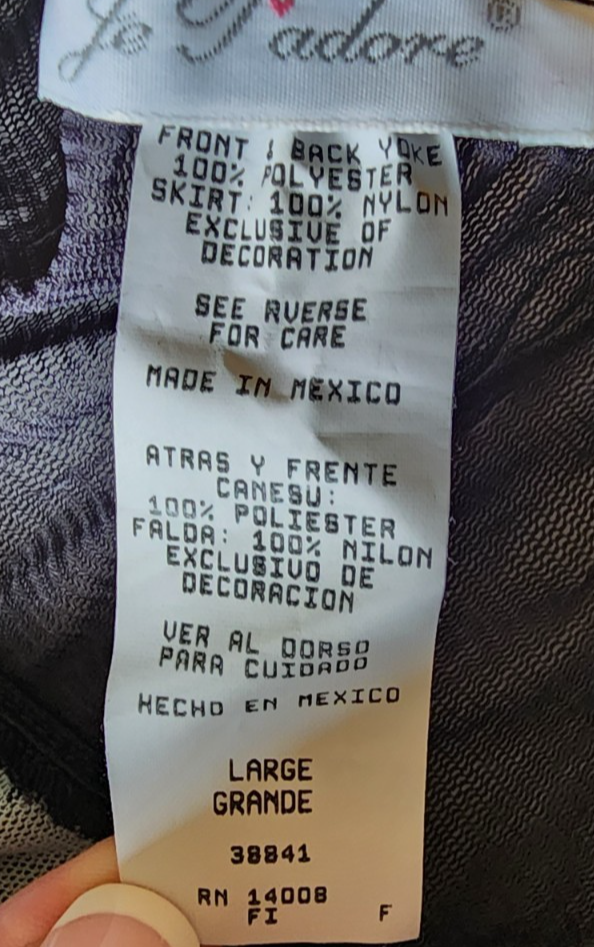 Je T'adore ®
FRONT & BACK YOKE
100% POLYESTER
SKIRT: 100% NYLON
EXCLUSIVE OF
DECORATION
SEE RVERSE
FOR CARE
MADE IN MEXICO
ATRAS Y FRENTE
CANESU:
100% POLIESTER
FALDA: 100% NILON
EXCLUSIVO DE
DECORACION
VER AL DORSO
PARA CUIDADO
HECHO EN MEXICO
LARGE
GRANDE
38841
RN 14008
FI F